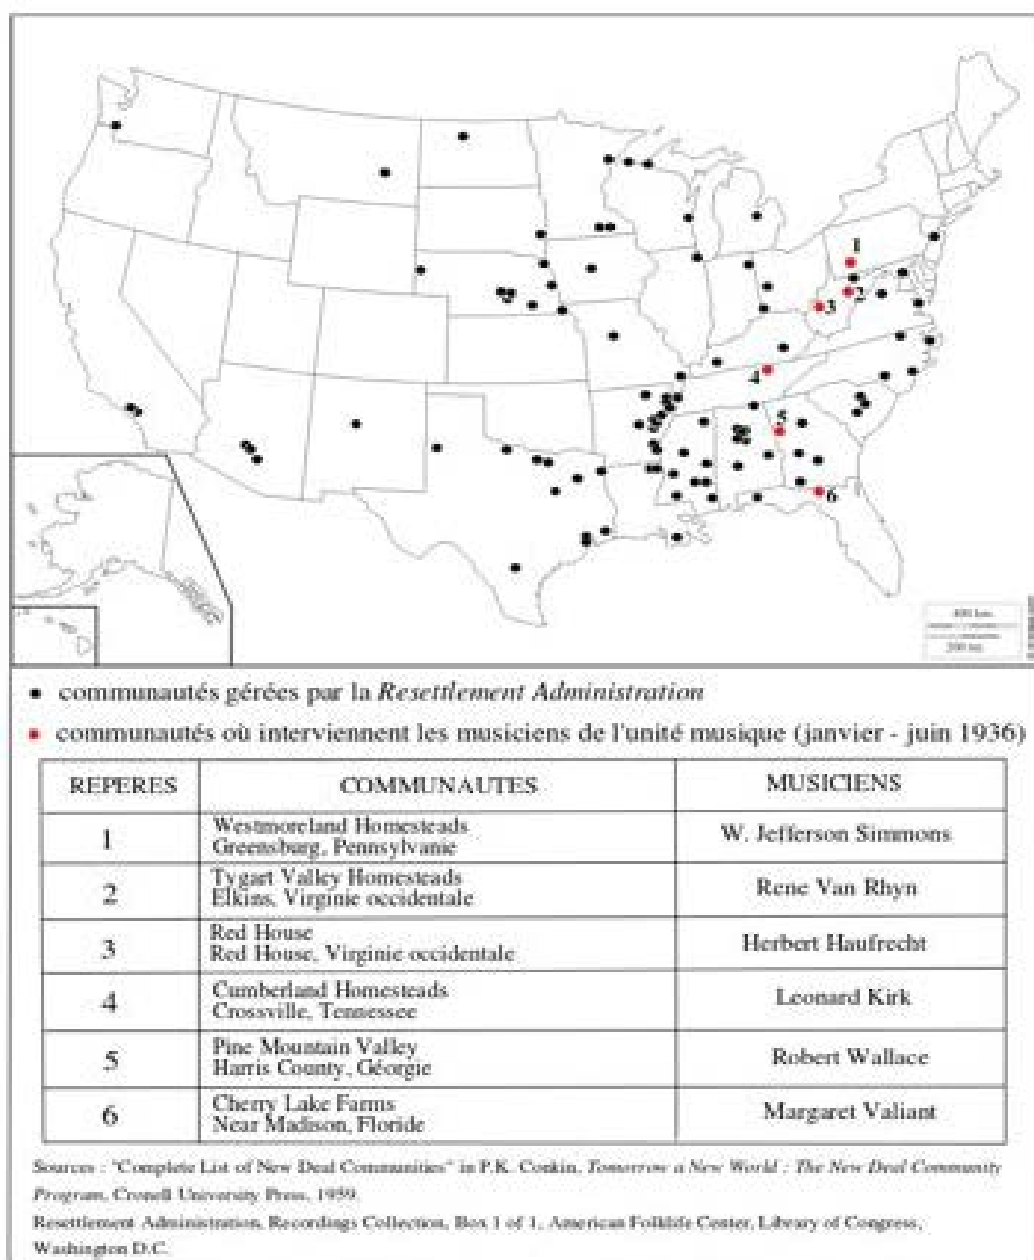 1
2
3
4
5
6
400 km
200 mi
• communautés gérées par la Resettlement Administration
• communautés où interviennent les musiciens de l'unité musique (janvier - juin 1936)
REPERES COMMUNAUTES MUSICIENS
1 Westmoreland Homesteads
Greensburg, Pennsylvanie
W. Jefferson Simmons
2 Tygart Valley Homesteads
Elkins, Virginie occidentale
Rene Van Rhyn
3 Red House
Red House, Virginie occidentale
Herbert Haufrecht
4 Cumberland Homesteads
Crossville, Tennessee
Leonard Kirk
5 Pine Mountain Valley
Harris County, Géorgie
Robert Wallace
6 Cherry Lake Farms
Near Madison, Floride
Margaret Valiant
Sources : "Complete List of New Deal Communities" in P.K. Conkin, Tomorrow a New World : The New Deal Community
Program, Cronell University Press, 1959.
Resettlement Administration, Recordings Collection, Box 1 of 1, American Folklife Center, Library of Congress,
Washington D.C.